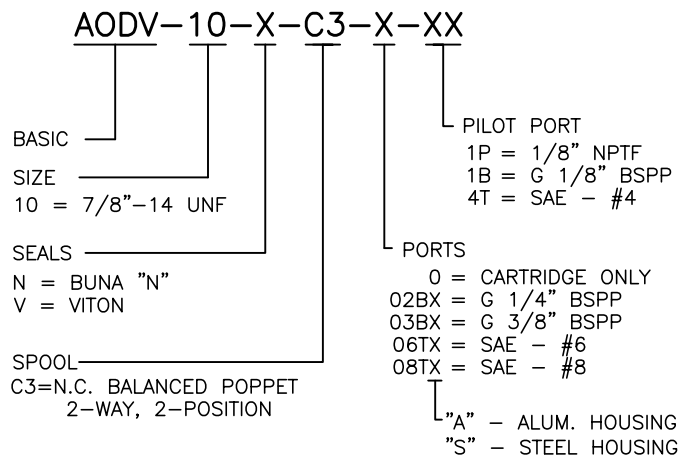 AODV-10-X-C3-X-XX
BASIC
SIZE
10 = 7/8"-14 UNF
SEALS
N = BUNA "N"
V = VITON
SPOOL
C3=N.C. BALANCED POPPET
2-WAY, 2-POSITION
PILOT PORT
1P = 1/8" NPTF
1B = G 1/8" BSPP
4T = SAE - #4
PORTS
0 = CARTRIDGE ONLY
02BX = G 1/4" BSPP
03BX = G 3/8" BSPP
06TX = SAE - #6
08TX = SAE - #8
"A" - ALUM. HOUSING
"S" - STEEL HOUSING